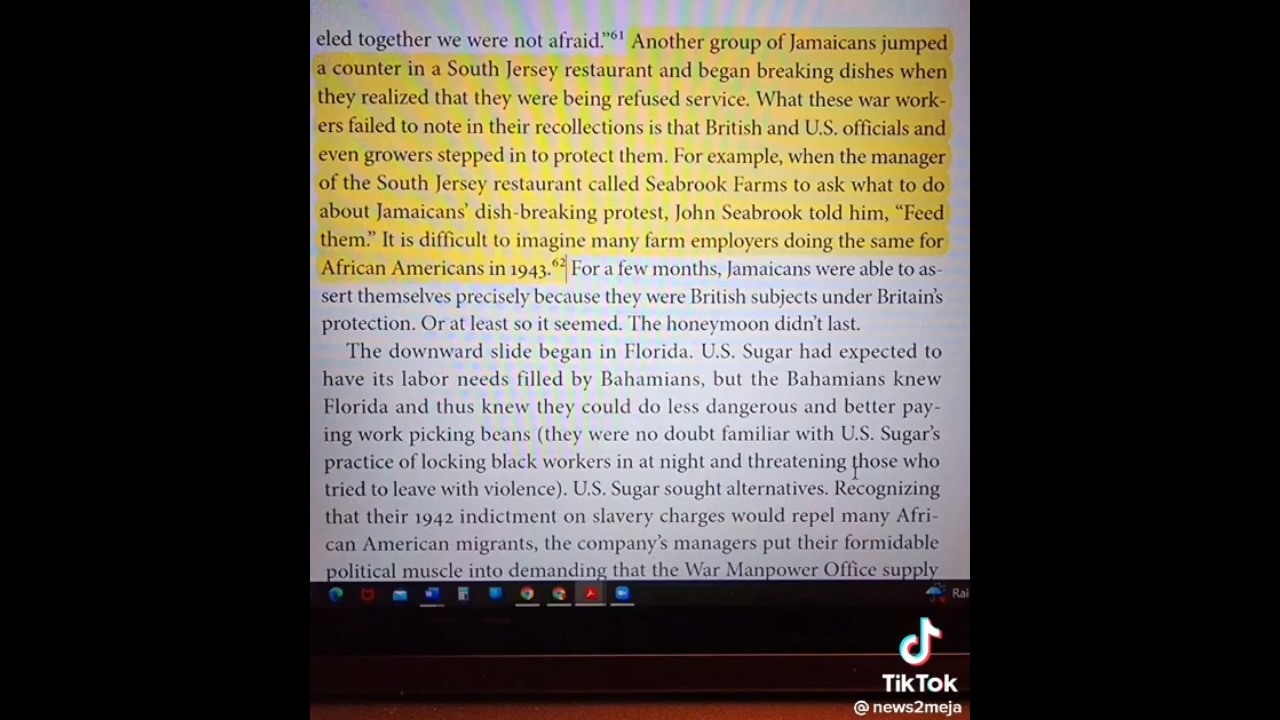 eled together we were not afraid.”⁶¹ Another group of Jamaicans jumped
a counter in a South Jersey restaurant and began breaking dishes when
they realized that they were being refused service. What these war work-
ers failed to note in their recollections is that British and U.S. officials and
even growers stepped in to protect them. For example, when the manager
of the South Jersey restaurant called Seabrook Farms to ask what to do
about Jamaicans’ dish-breaking protest, John Seabrook told him, “Feed
them.” It is difficult to imagine many farm employers doing the same for
African Americans in 1943.⁶² For a few months, Jamaicans were able to as-
sert themselves precisely because they were British subjects under Britain’s
protection. Or at least so it seemed. The honeymoon didn’t last.
The downward slide began in Florida. U.S. Sugar had expected to
have its labor needs filled by Bahamians, but the Bahamians knew
Florida and thus knew they could do less dangerous and better pay-
ing work picking beans (they were no doubt familiar with U.S. Sugar’s
practice of locking black workers in at night and threatening those who
tried to leave with violence). U.S. Sugar sought alternatives. Recognizing
that their 1942 indictment on slavery charges would repel many Afri-
can American migrants, the company’s managers put their formidable
political muscle into demanding that the War Manpower Office supply
Rai
TikTok
@news2meja